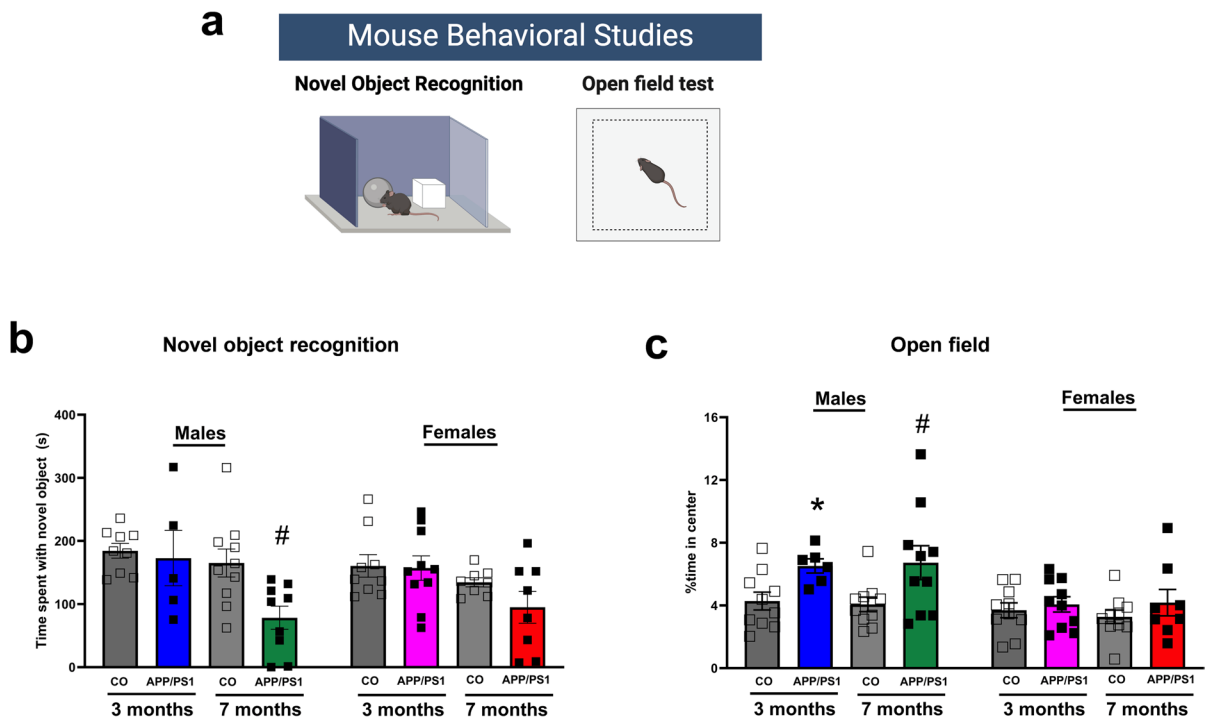 a
Mouse Behavioral Studies
Novel Object Recognition
Open field test
b
Novel object recognition
Time spent with novel object (s)
400
300
200
100
0
Males
Females
#
CO
APP/PS1
CO
APP/PS1
CO
APP/PS1
CO
APP/PS1
3 months
7 months
3 months
7 months
c
Open field
%time in center
16
12
8
4
0
Males
Females
*
#
CO
APP/PS1
CO
APP/PS1
CO
APP/PS1
CO
APP/PS1
3 months
7 months
3 months
7 months